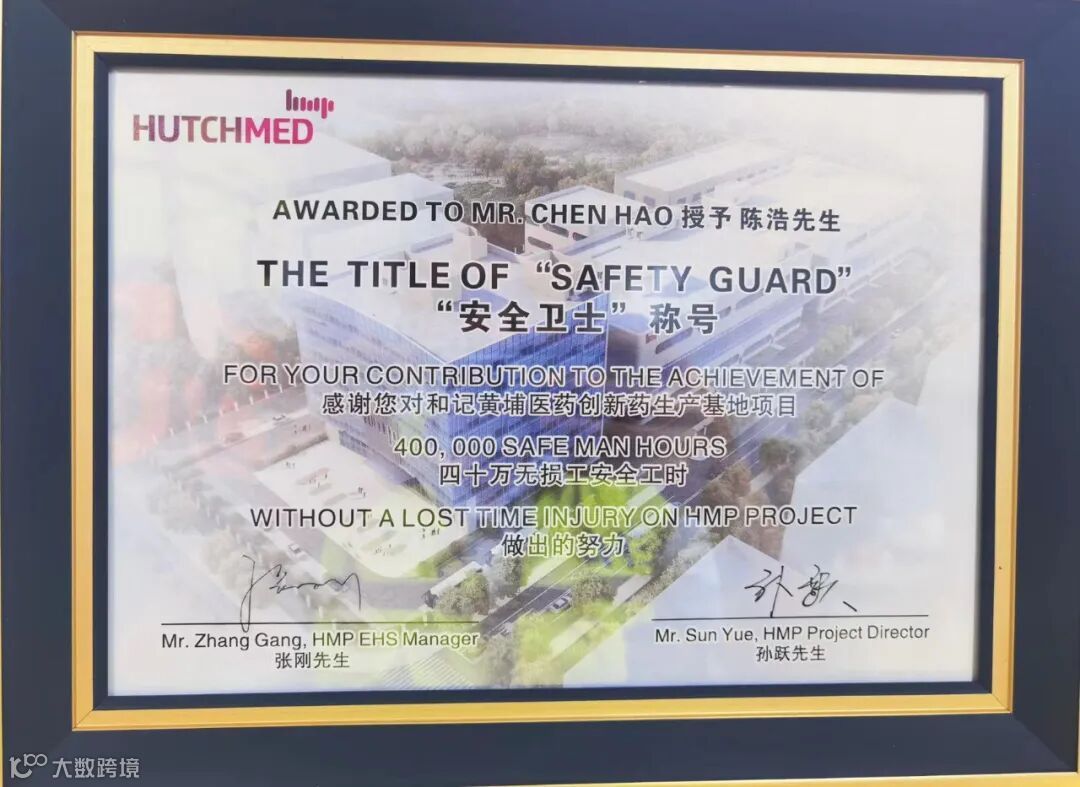 hmp
HUTCHMED
AWARDED TO MR. CHEN HAO 授予 陈浩先生
THE TITLE OF “SAFETY GUARD”
“安全卫士” 称号
FOR YOUR CONTRIBUTION TO THE ACHIEVEMENT OF
感谢您对和记黄埔医药创新药生产基地项目
400, 000 SAFE MAN HOURS
四十万无损工安全工时
WITHOUT A LOST TIME INJURY ON HMP PROJECT
做出的努力
Mr. Zhang Gang, HMP EHS Manager
张刚先生
Mr. Sun Yue, HMP Project Director
孙跃先生
大数跨境